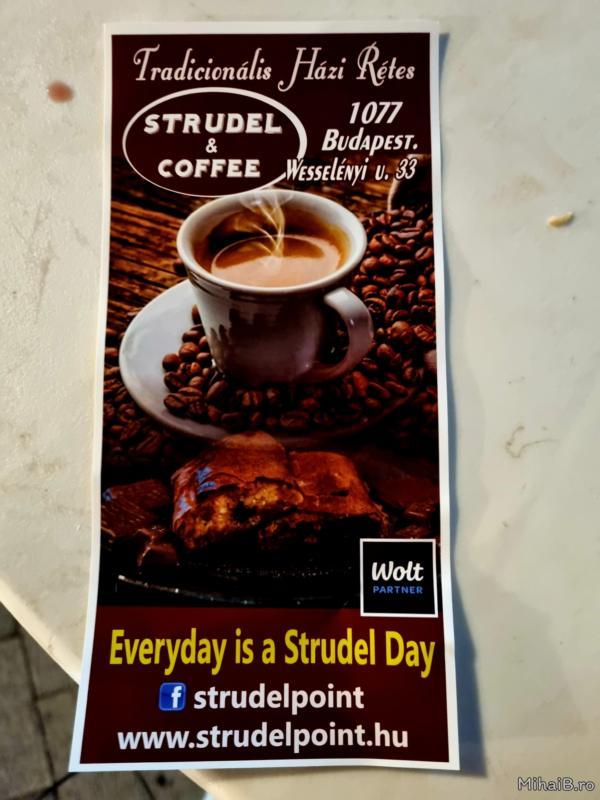 Tradicionális Házi Rétes
STRUDEL
&
COFFEE
1077
BUDAPEST.
WESSELÉNYI U. 33
Wolt
PARTNER
Everyday is a Strudel Day
f strudelpoint
www.strudelpoint.hu
MihaiB.ro